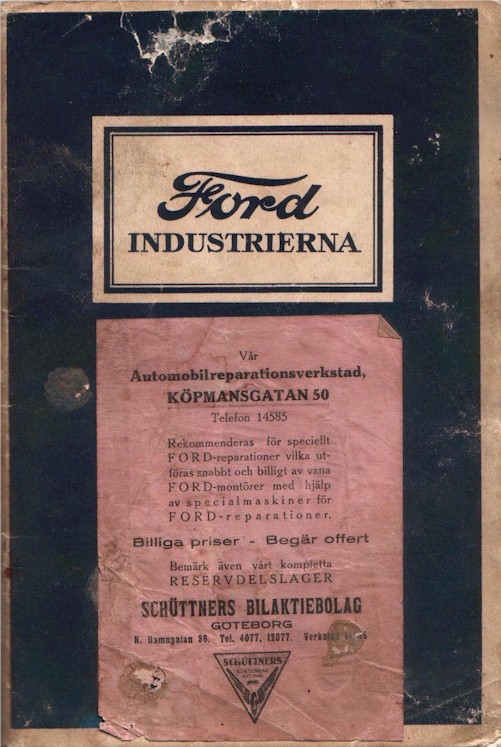 Ford
INDUSTRIERNA
Vår
Automobilreparationsverkstad,
KÖPMANSGATAN 50
Telefon 14585
Rekommenderas för speciellt
FORD-reparationer vilka ut-
föras snabbt och billigt av vana
FORD-montörer med hjälp
av specialmaskiner för
FORD-reparationer.
Billiga priser - Begär offert
Bemärk även vårt kompletta
RESERVDELSLAGER
SCHÜTTNERS BILAKTIEBOLAG
GÖTEBORG
N. Hamngatan 36. Tel. 4077, 12077.
SCHÜTTNERS